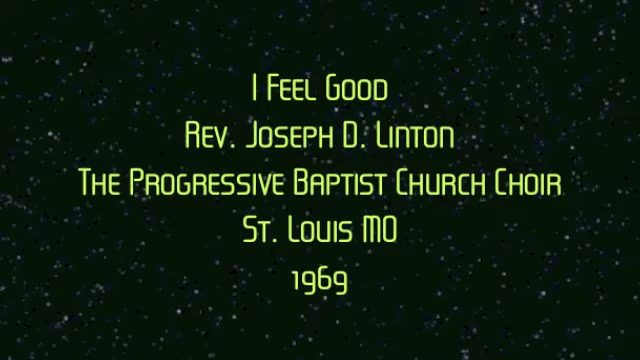 I Feel Good
Rev. Joseph D. Linton
The Progressive Baptist Church Choir
St. Louis MO
1969